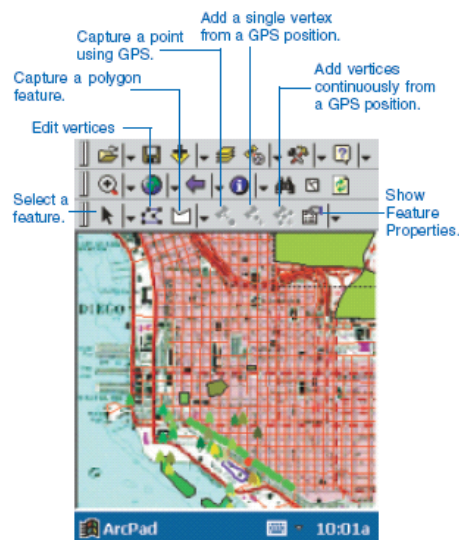 Add a single vertex
from a GPS position.
Capture a point
using GPS.
Add vertices
continuously from
a GPS position.
Capture a polygon
feature.
Edit vertices
Select a
feature.
Show
Feature
Properties.
DIEGO
ArcPad
10:01a